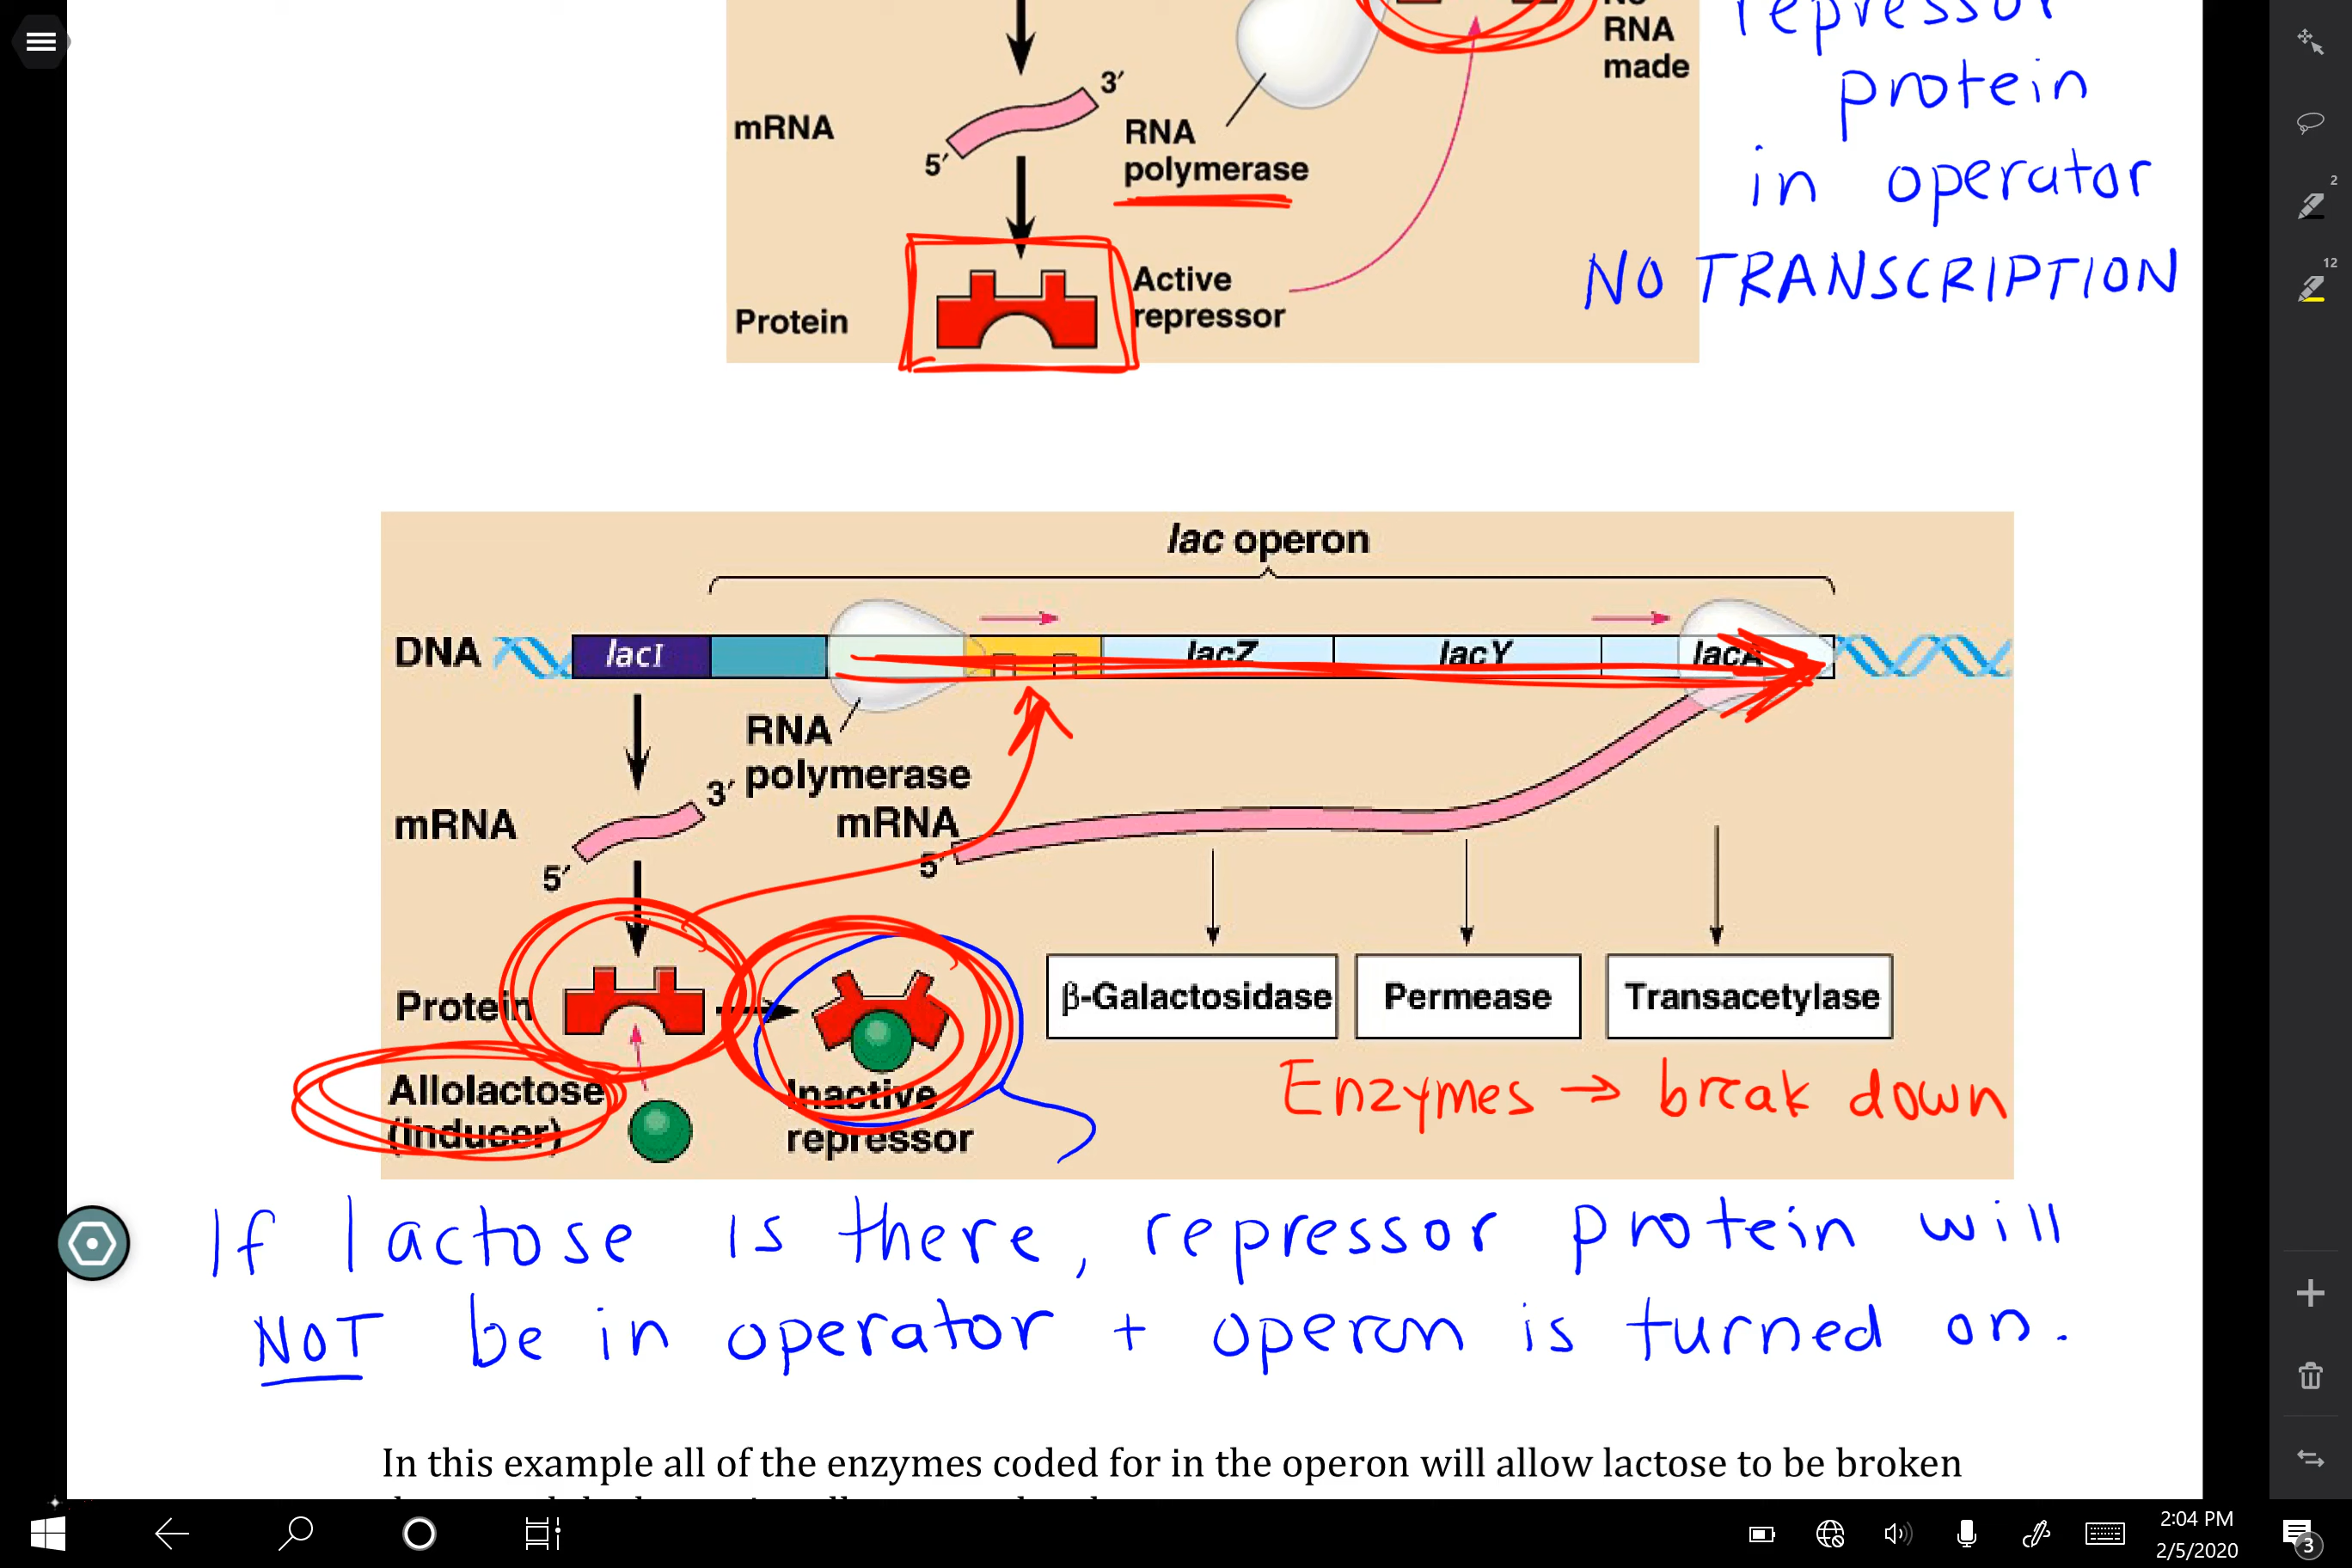 No
RNA
made
repressor
protein
in operator
NO TRANSCRIPTION
3′
mRNA
5′
RNA
polymerase
Active
repressor
Protein
lac operon
DNA
lacI
lacZ
lacY
lacA
RNA
polymerase
3′
mRNA
5′
mRNA
5′
Protein
Allolactose
(inducer)
Inactive
repressor
β-Galactosidase
Permease
Transacetylase
Enzymes → break down
If lactose is there, repressor protein will
NOT be in operator + operon is turned on.
In this example all of the enzymes coded for in the operon will allow lactose to be broken
2
12
2:04 PM
2/5/2020
3